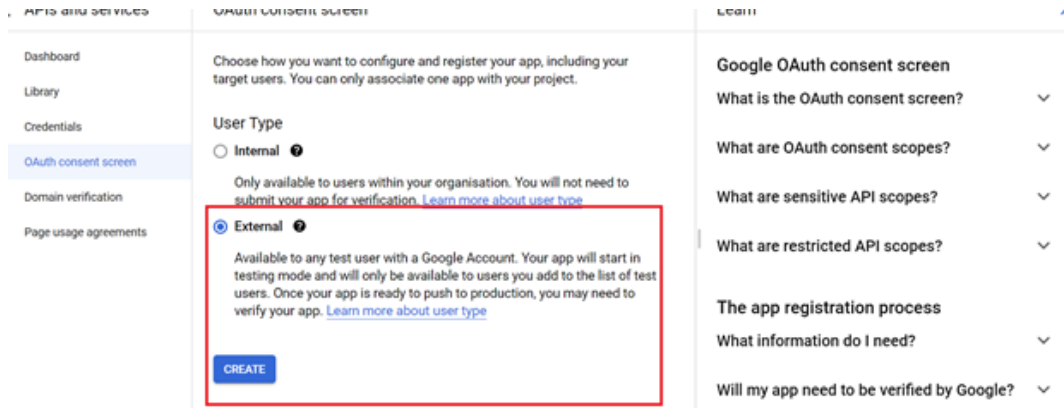 APIs and services
Dashboard
Library
Credentials
OAuth consent screen
Domain verification
Page usage agreements
OAuth consent screen
Choose how you want to configure and register your app, including your
target users. You can only associate one app with your project.
User Type
Internal
Only available to users within your organisation. You will not need to
submit your app for verification. Learn more about user type
External
Available to any test user with a Google Account. Your app will start in
testing mode and will only be available to users you add to the list of test
users. Once your app is ready to push to production, you may need to
verify your app. Learn more about user type
CREATE
Learn
Google OAuth consent screen
What is the OAuth consent screen?
What are OAuth consent scopes?
What are sensitive API scopes?
What are restricted API scopes?
The app registration process
What information do I need?
Will my app need to be verified by Google?